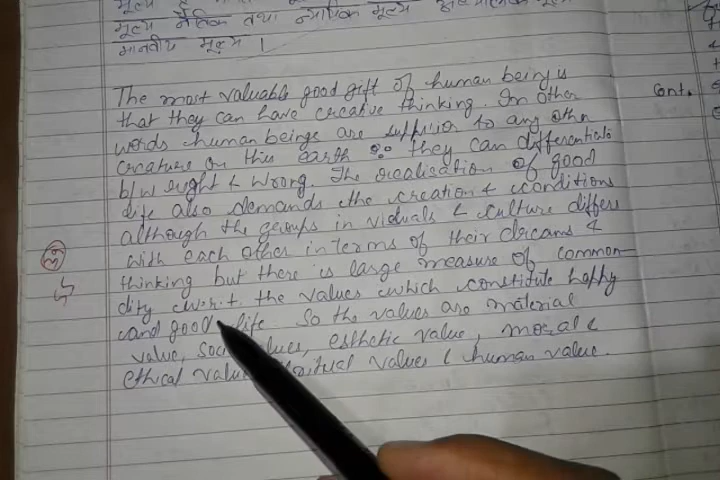 मूल्य नैतिक तथा न्यायिक मूल्य
मानवीय मूल्य ।
The most valuable good gift of human being is
that they can have creative thinking. In other Cont.
words human beings are supprior to any other
creature on this earth ∵ they can differentiate
b/w right & wrong. The realisation of good
life also demands the creation & conditions
although the groups in viduals & culture differs
with each other in terms of their dreams &
thinking but there is large measure of common
dity w.r.t. the values which constitute happy
and good life. So the values are material
value, esthetic value, moral &
ethical values & human value.